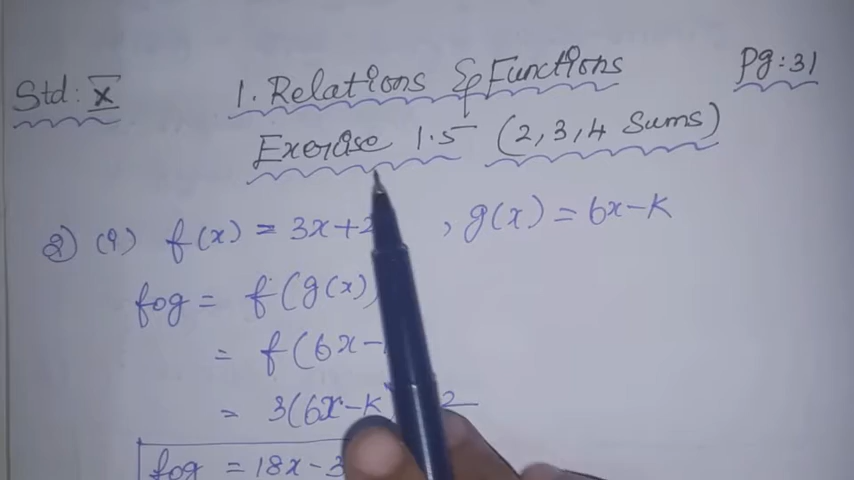 Std: X 1. Relations & Functions Pg: 31
Exercise 1.5 (2,3,4 Sums)
2) (i) f(x) = 3x+2 , g(x) = 6x-K
fog = f(g(x)
= f(6x-
= 3(6x-K 2
fog = 18x-3